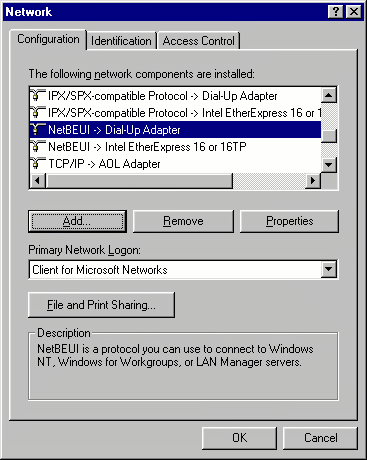 Network
Configuration Identification Access Control
The following network components are installed:
IPX/SPX-compatible Protocol -> Dial-Up Adapter
IPX/SPX-compatible Protocol -> Intel EtherExpress 16 or 1
NetBEUI -> Dial-Up Adapter
NetBEUI -> Intel EtherExpress 16 or 16TP
TCP/IP -> AOL Adapter
Add... Remove Properties
Primary Network Logon:
Client for Microsoft Networks
File and Print Sharing...
Description
NetBEUI is a protocol you can use to connect to Windows
NT, Windows for Workgroups, or LAN Manager servers.
OK Cancel